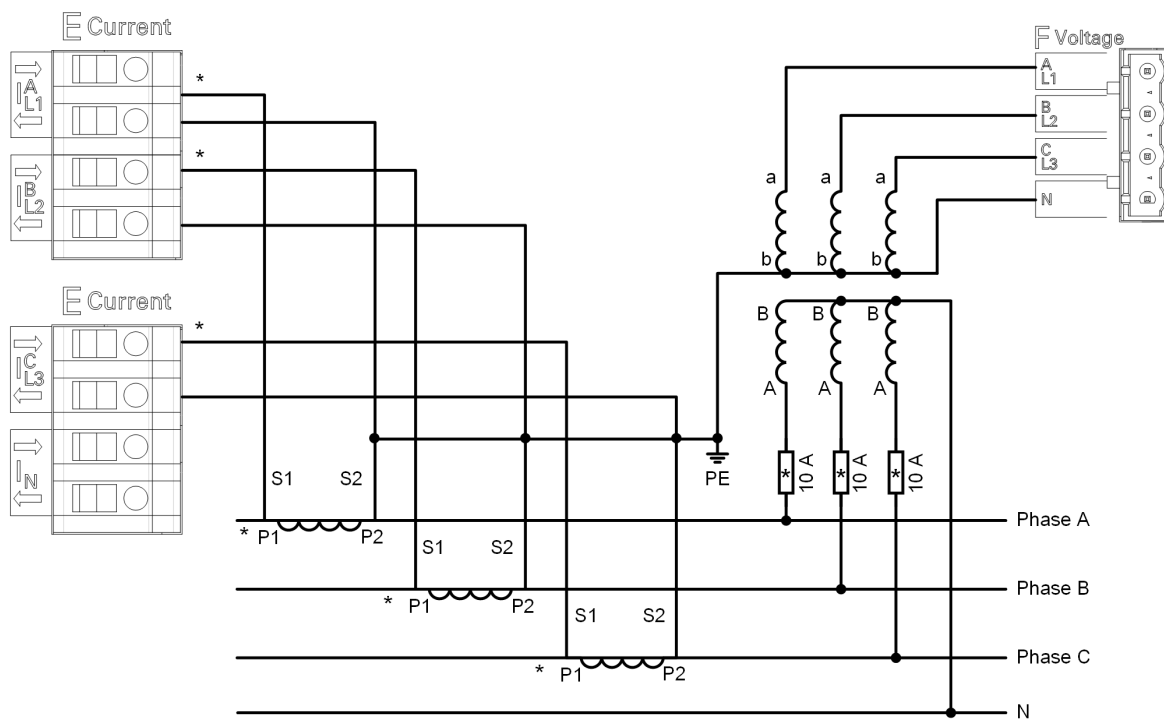 E Current
F Voltage
*
I A L1
A
L1
*
B
L2
I B L2
C
L3
a a a
N
b b b
E Current
*
B B B
I C L3
A A A
I N
S1 S2
PE
* 10 A
* 10 A
* 10 A
* P1 P2
Phase A
S1 S2
* P1 P2
Phase B
S1 S2
* P1 P2
Phase C
N